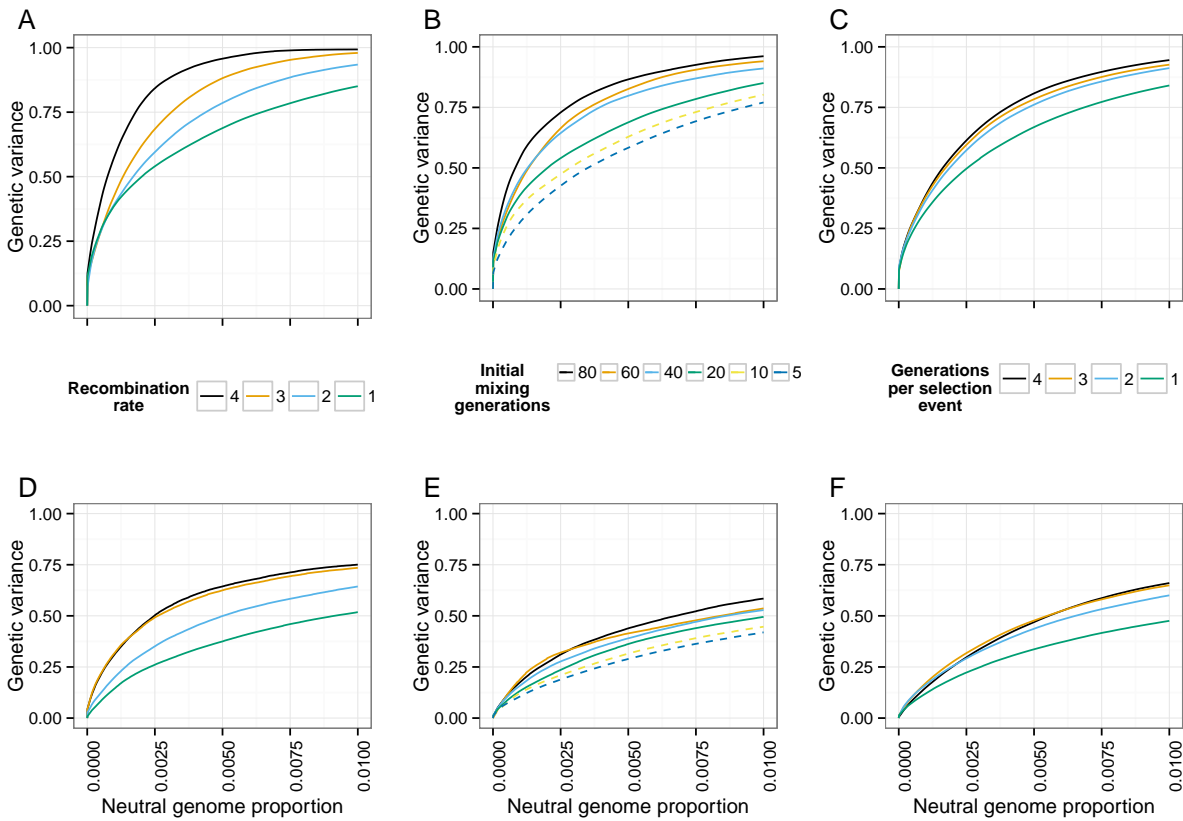 A
1.00
0.75
0.50
0.25
0.00
Genetic variance
B
1.00
0.75
0.50
0.25
0.00
Genetic variance
C
1.00
0.75
0.50
0.25
0.00
Genetic variance
Recombination
rate
4 3 2 1
Initial
mixing
generations
80 60 40 20 10 5
Generations
per selection
event
4 3 2 1
D
1.00
0.75
0.50
0.25
0.00
Genetic variance
0.0000 0.0025 0.0050 0.0075 0.0100
Neutral genome proportion
E
1.00
0.75
0.50
0.25
0.00
Genetic variance
0.0000 0.0025 0.0050 0.0075 0.0100
Neutral genome proportion
F
1.00
0.75
0.50
0.25
0.00
Genetic variance
0.0000 0.0025 0.0050 0.0075 0.0100
Neutral genome proportion